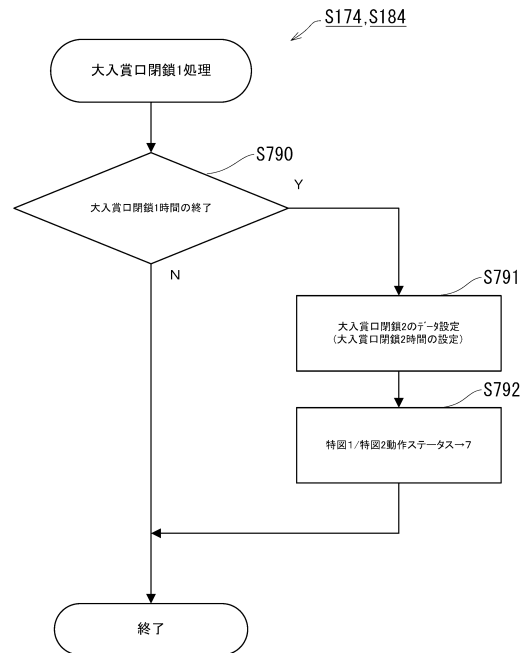 S174,S184
大入賞口閉鎖1処理
S790
大入賞口閉鎖1時間の終了
Y
N
S791
大入賞口閉鎖2のデータ設定
(大入賞口閉鎖2時間の設定)
S792
特図1/特図2動作ステータス→7
終了